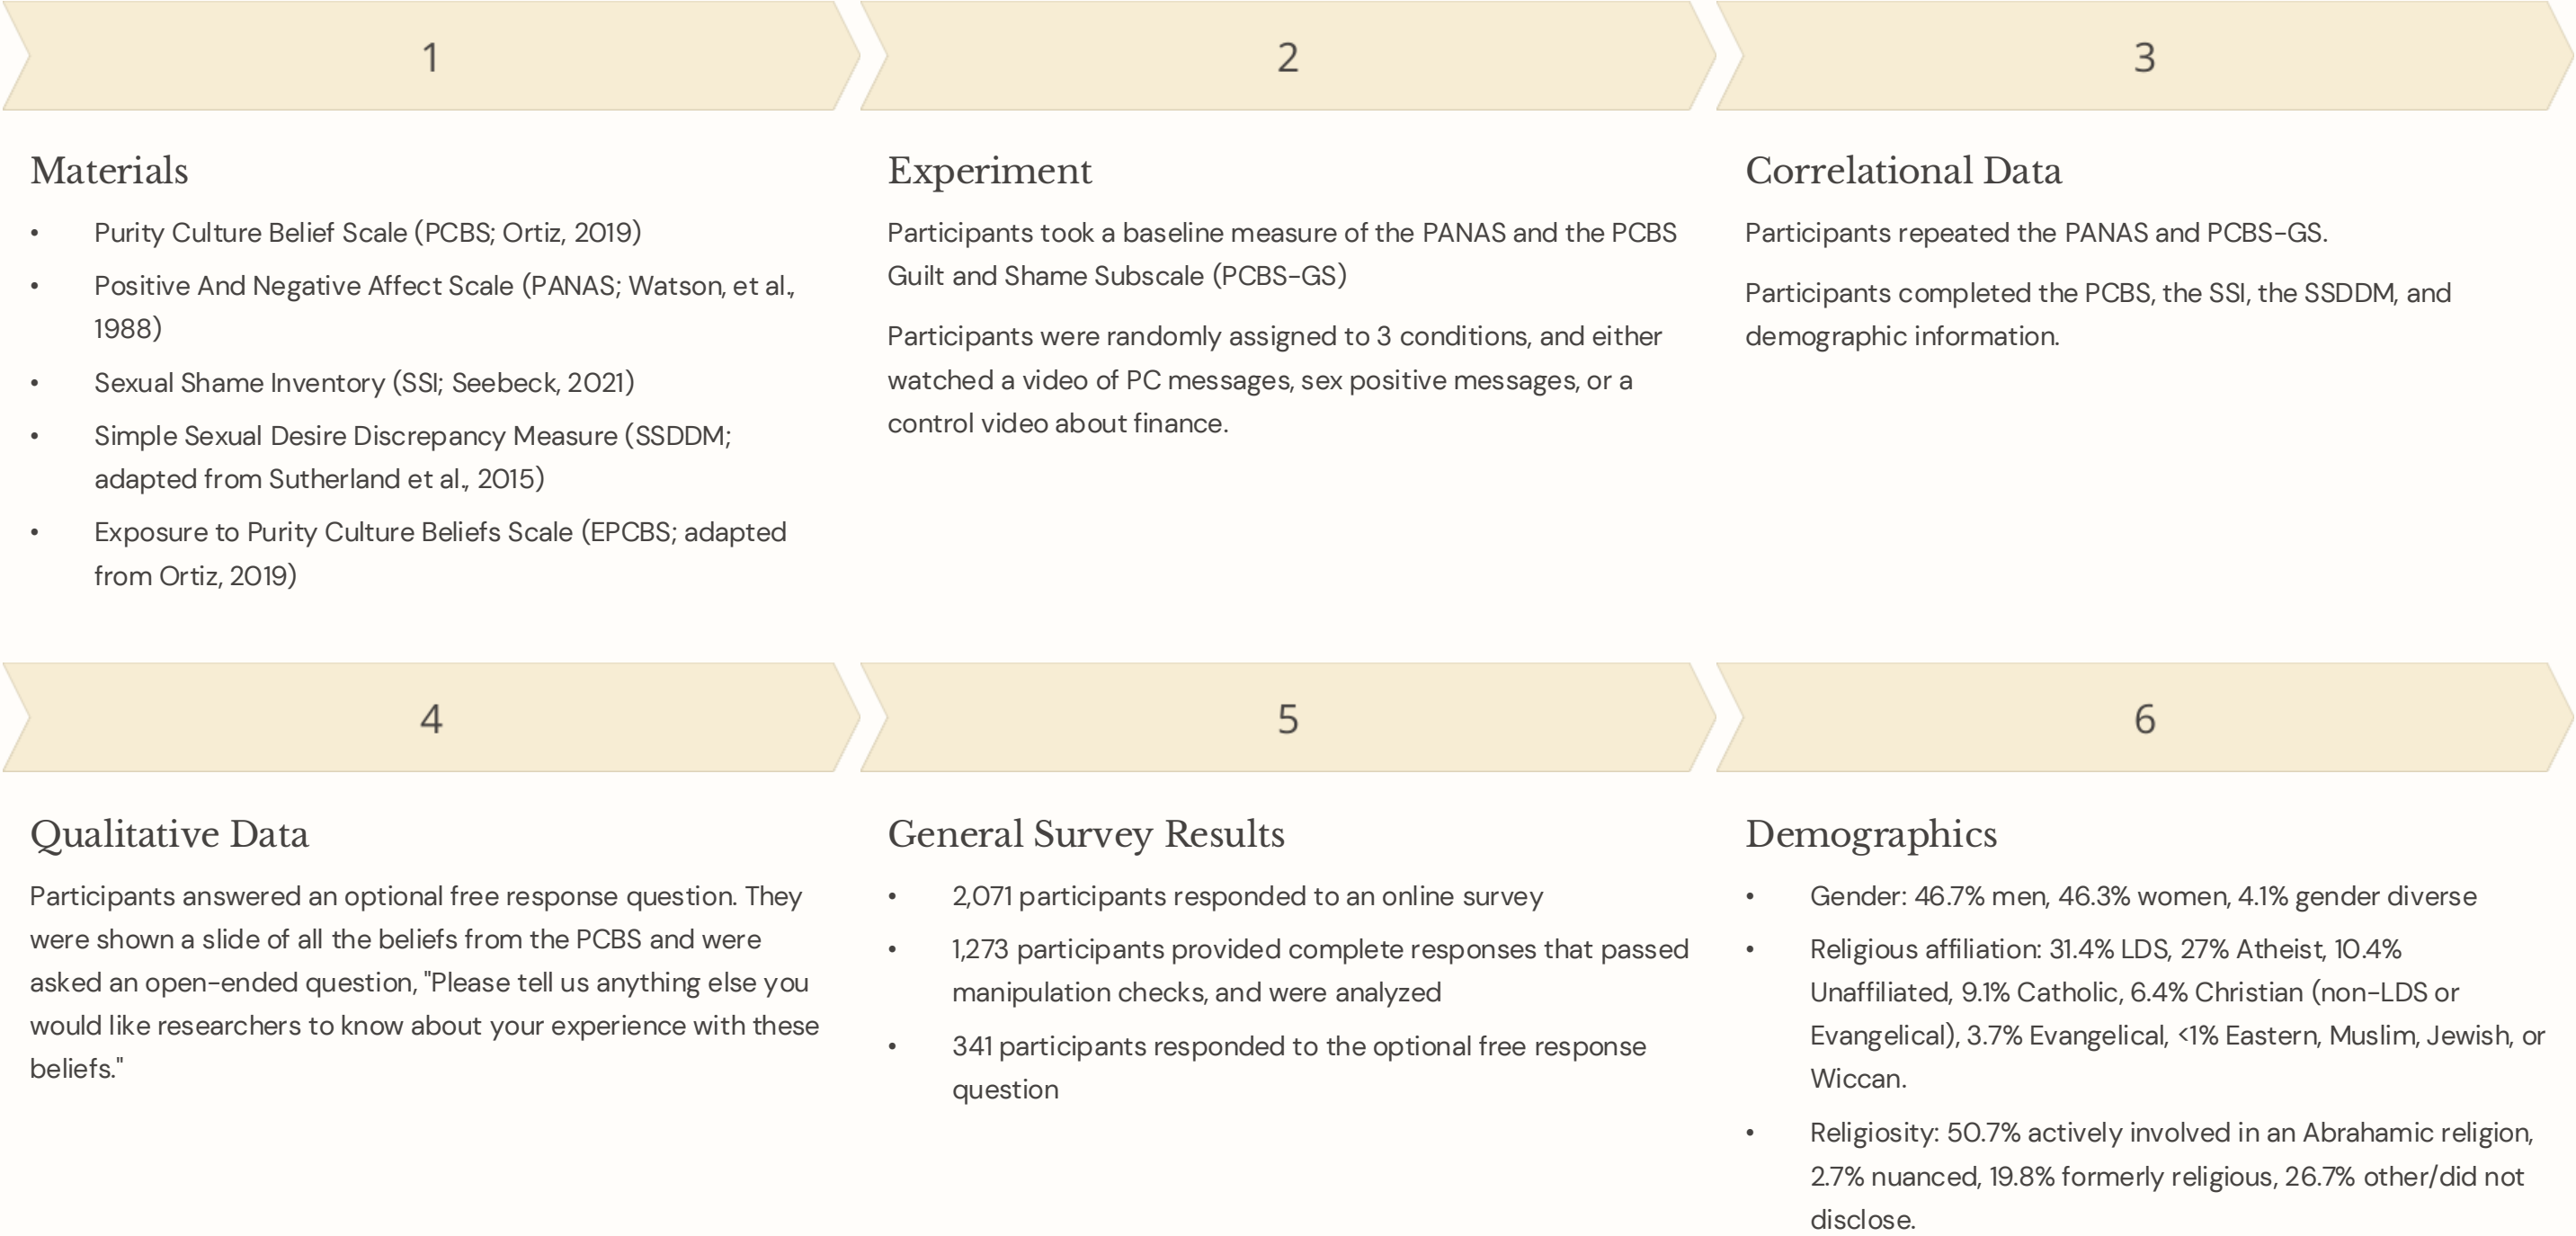 1
Materials
• Purity Culture Belief Scale (PCBS; Ortiz, 2019)
• Positive And Negative Affect Scale (PANAS; Watson, et al.,
1988)
• Sexual Shame Inventory (SSI; Seebeck, 2021)
• Simple Sexual Desire Discrepancy Measure (SSDDM;
adapted from Sutherland et al., 2015)
• Exposure to Purity Culture Beliefs Scale (EPCBS; adapted
from Ortiz, 2019)
2
Experiment
Participants took a baseline measure of the PANAS and the PCBS
Guilt and Shame Subscale (PCBS-GS)
Participants were randomly assigned to 3 conditions, and either
watched a video of PC messages, sex positive messages, or a
control video about finance.
3
Correlational Data
Participants repeated the PANAS and PCBS-GS.
Participants completed the PCBS, the SSI, the SSDDM, and
demographic information.
4
Qualitative Data
Participants answered an optional free response question. They
were shown a slide of all the beliefs from the PCBS and were
asked an open-ended question, "Please tell us anything else you
would like researchers to know about your experience with these
beliefs."
5
General Survey Results
• 2,071 participants responded to an online survey
• 1,273 participants provided complete responses that passed
manipulation checks, and were analyzed
• 341 participants responded to the optional free response
question
6
Demographics
• Gender: 46.7% men, 46.3% women, 4.1% gender diverse
• Religious affiliation: 31.4% LDS, 27% Atheist, 10.4%
Unaffiliated, 9.1% Catholic, 6.4% Christian (non-LDS or
Evangelical), 3.7% Evangelical, <1% Eastern, Muslim, Jewish, or
Wiccan.
• Religiosity: 50.7% actively involved in an Abrahamic religion,
2.7% nuanced, 19.8% formerly religious, 26.7% other/did not
disclose.